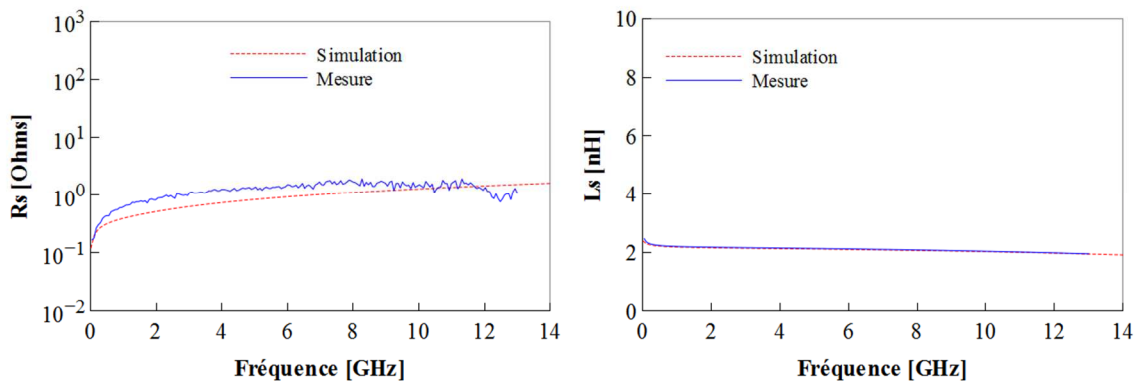 10³
10²
10¹
10⁰
10⁻¹
10⁻²
Rs [Ohms]
Simulation
Mesure
0 2 4 6 8 10 12 14
Fréquence [GHz]
10
8
6
4
2
0
Ls [nH]
Simulation
Mesure
0 2 4 6 8 10 12 14
Fréquence [GHz]